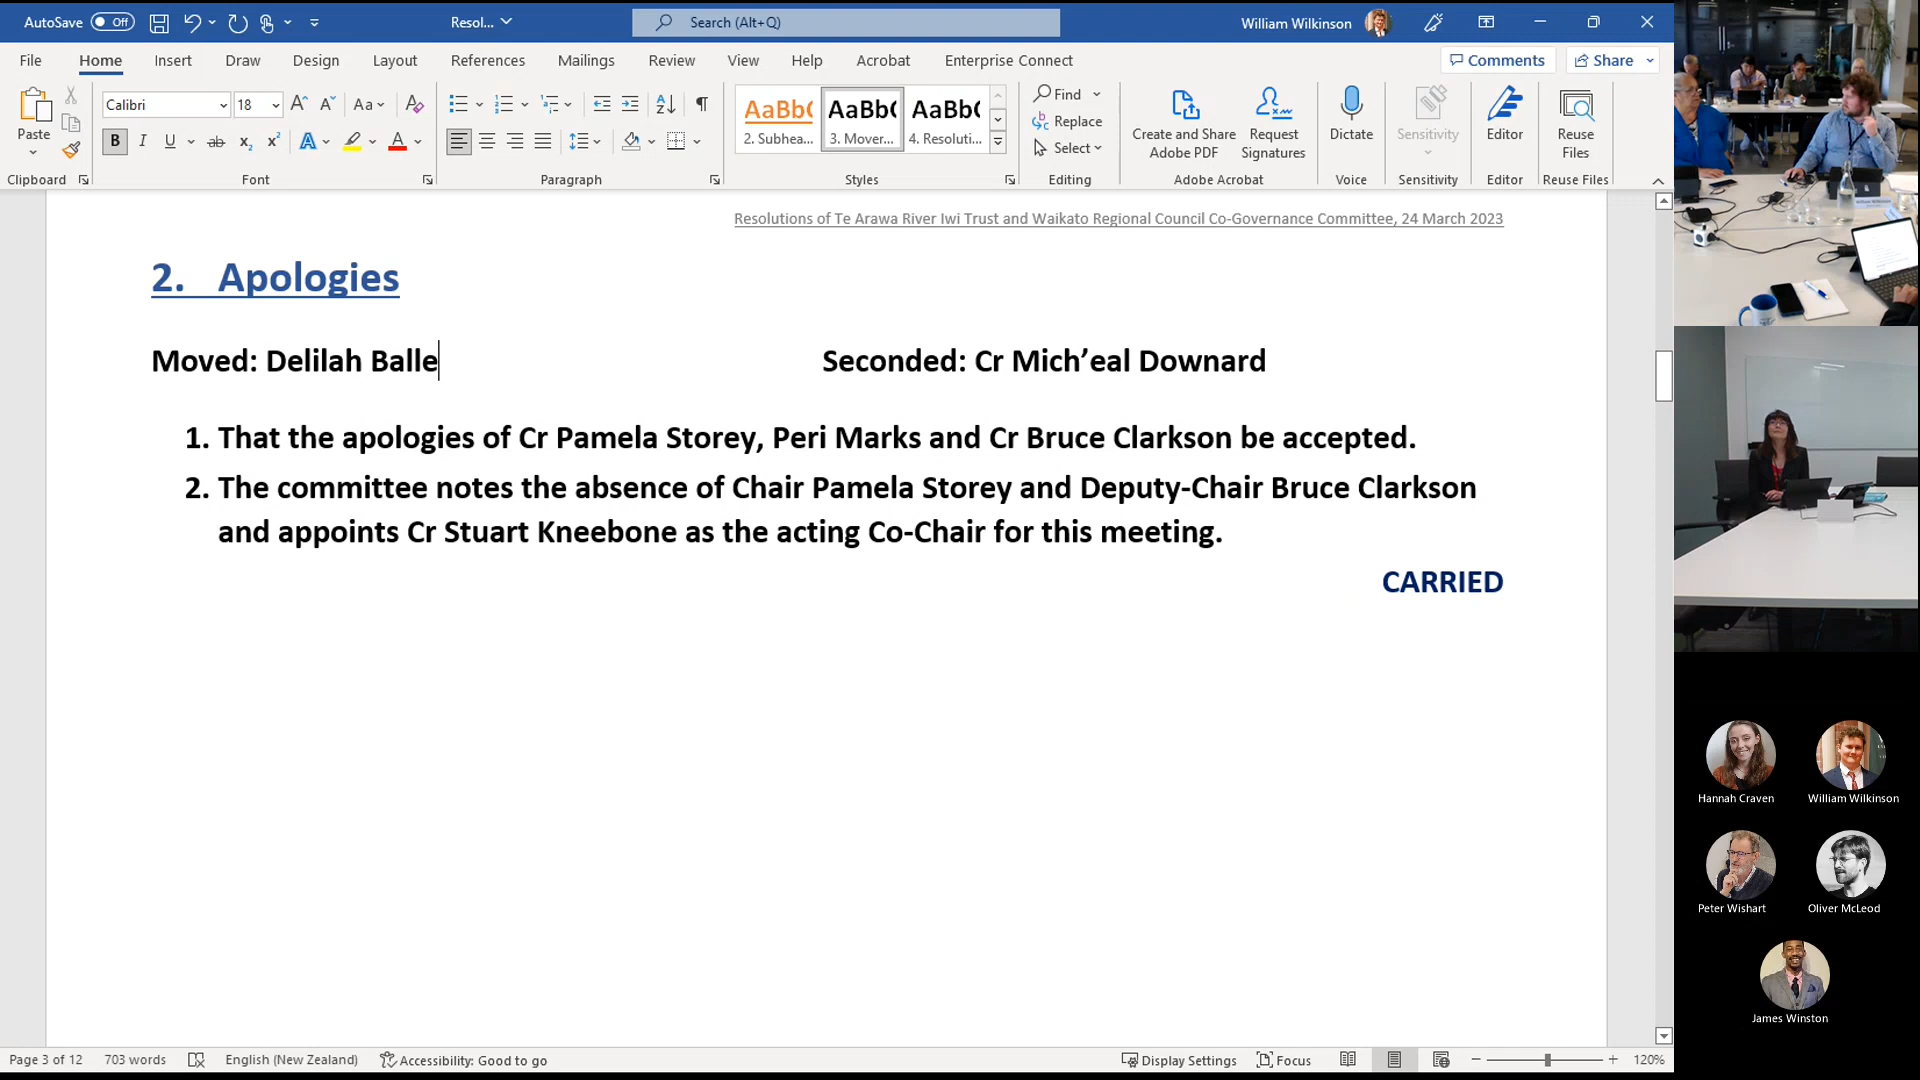 AutoSave Off Resol... Search (Alt+Q) William Wilkinson
File Home Insert Draw Design Layout References Mailings Review View Help Acrobat Enterprise Connect Comments Share
Paste Calibri 18 Aa AaBbC AaBbC AaBbC
2. Subhea... 3. Mover... 4. Resoluti...
Find
Replace
Select
Create and Share Adobe PDF
Request Signatures
Dictate
Sensitivity
Editor
Reuse Files
Clipboard Font Paragraph Styles Editing Adobe Acrobat Voice Sensitivity Editor Reuse Files
Resolutions of Te Arawa River Iwi Trust and Waikato Regional Council Co-Governance Committee, 24 March 2023
2. Apologies
Moved: Delilah Balle Seconded: Cr Mich’eal Downard
1. That the apologies of Cr Pamela Storey, Peri Marks and Cr Bruce Clarkson be accepted.
2. The committee notes the absence of Chair Pamela Storey and Deputy-Chair Bruce Clarkson
and appoints Cr Stuart Kneebone as the acting Co-Chair for this meeting.
CARRIED
Hannah Craven William Wilkinson
Peter Wishart Oliver McLeod
James Winston
Page 3 of 12 703 words English (New Zealand) Accessibility: Good to go Display Settings Focus 120%